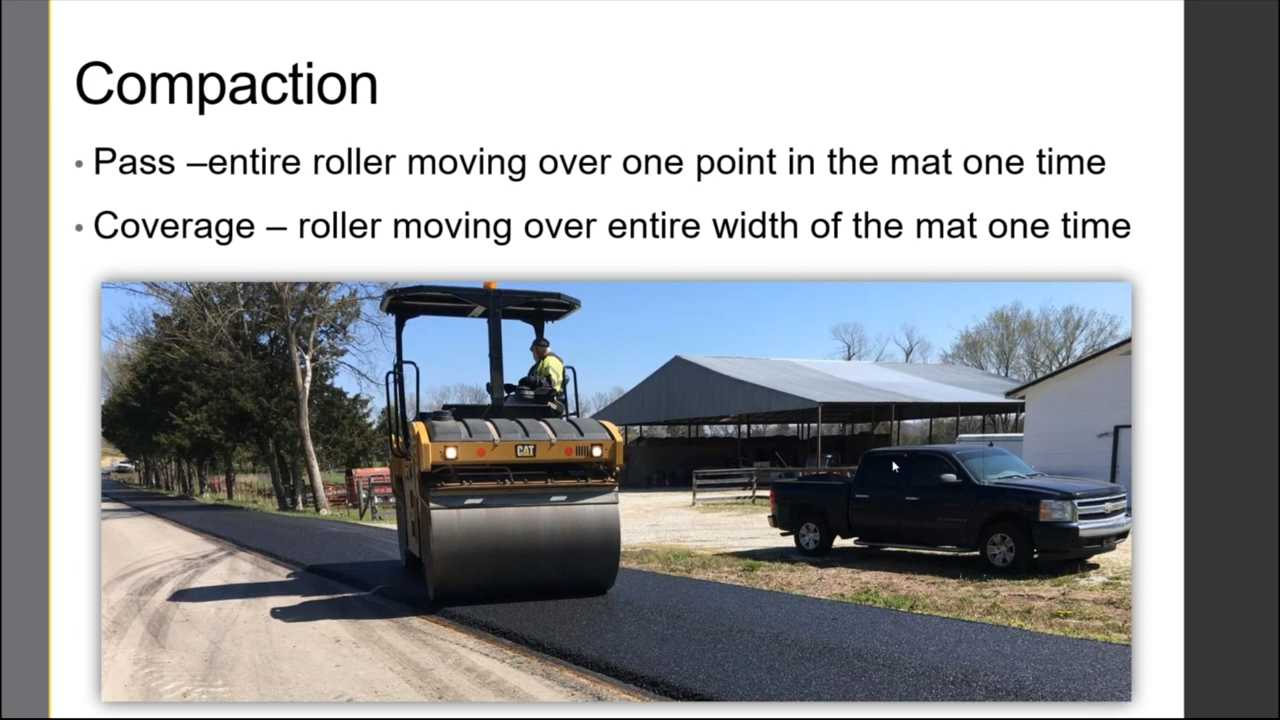 Compaction
• Pass –entire roller moving over one point in the mat one time
• Coverage – roller moving over entire width of the mat one time
CAT